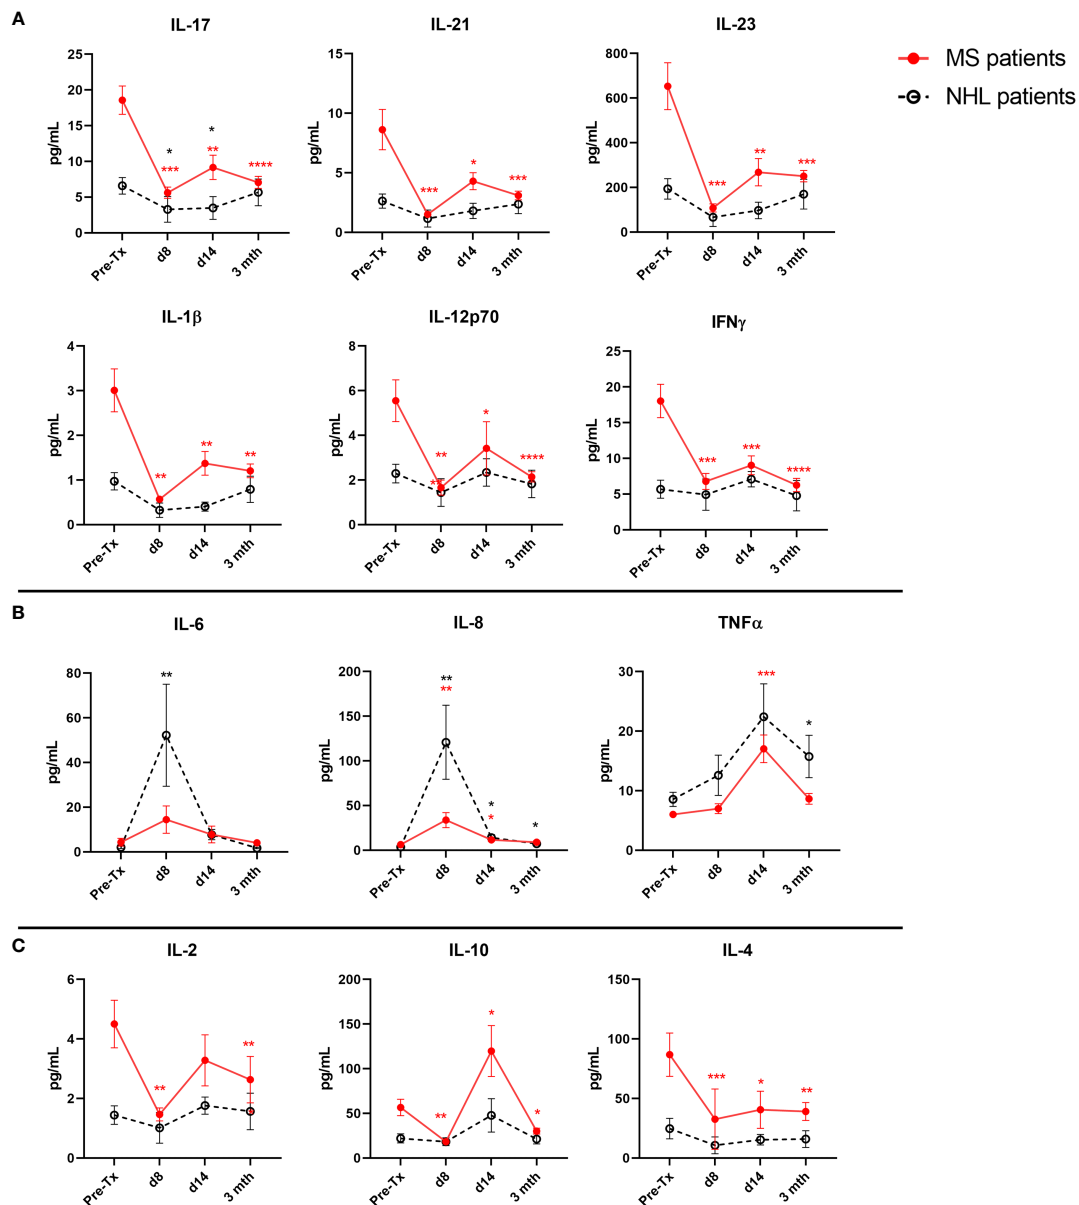 A
IL-17
IL-21
IL-23
MS patients
NHL patients
pg/mL
25
20
15
10
5
0
*
***
*
**
****
Pre-Tx
d8
d14
3 mth
pg/mL
15
10
5
0
***
*
***
Pre-Tx
d8
d14
3 mth
pg/mL
800
600
400
200
0
***
**
***
Pre-Tx
d8
d14
3 mth
IL-1β
IL-12p70
IFNγ
pg/mL
4
3
2
1
0
**
**
**
Pre-Tx
d8
d14
3 mth
pg/mL
8
6
4
2
0
**
**
*
****
Pre-Tx
d8
d14
3 mth
pg/mL
25
20
15
10
5
0
***
***
****
Pre-Tx
d8
d14
3 mth
B
IL-6
IL-8
TNFα
pg/mL
80
60
40
20
0
**
Pre-Tx
d8
d14
3 mth
pg/mL
200
150
100
50
0
**
**
*
*
*
Pre-Tx
d8
d14
3 mth
pg/mL
30
20
10
0
***
*
Pre-Tx
d8
d14
3 mth
C
IL-2
IL-10
IL-4
pg/mL
6
4
2
0
**
**
Pre-Tx
d8
d14
3 mth
pg/mL
200
150
100
50
0
**
*
*
Pre-Tx
d8
d14
3 mth
pg/mL
150
100
50
0
***
*
**
Pre-Tx
d8
d14
3 mth